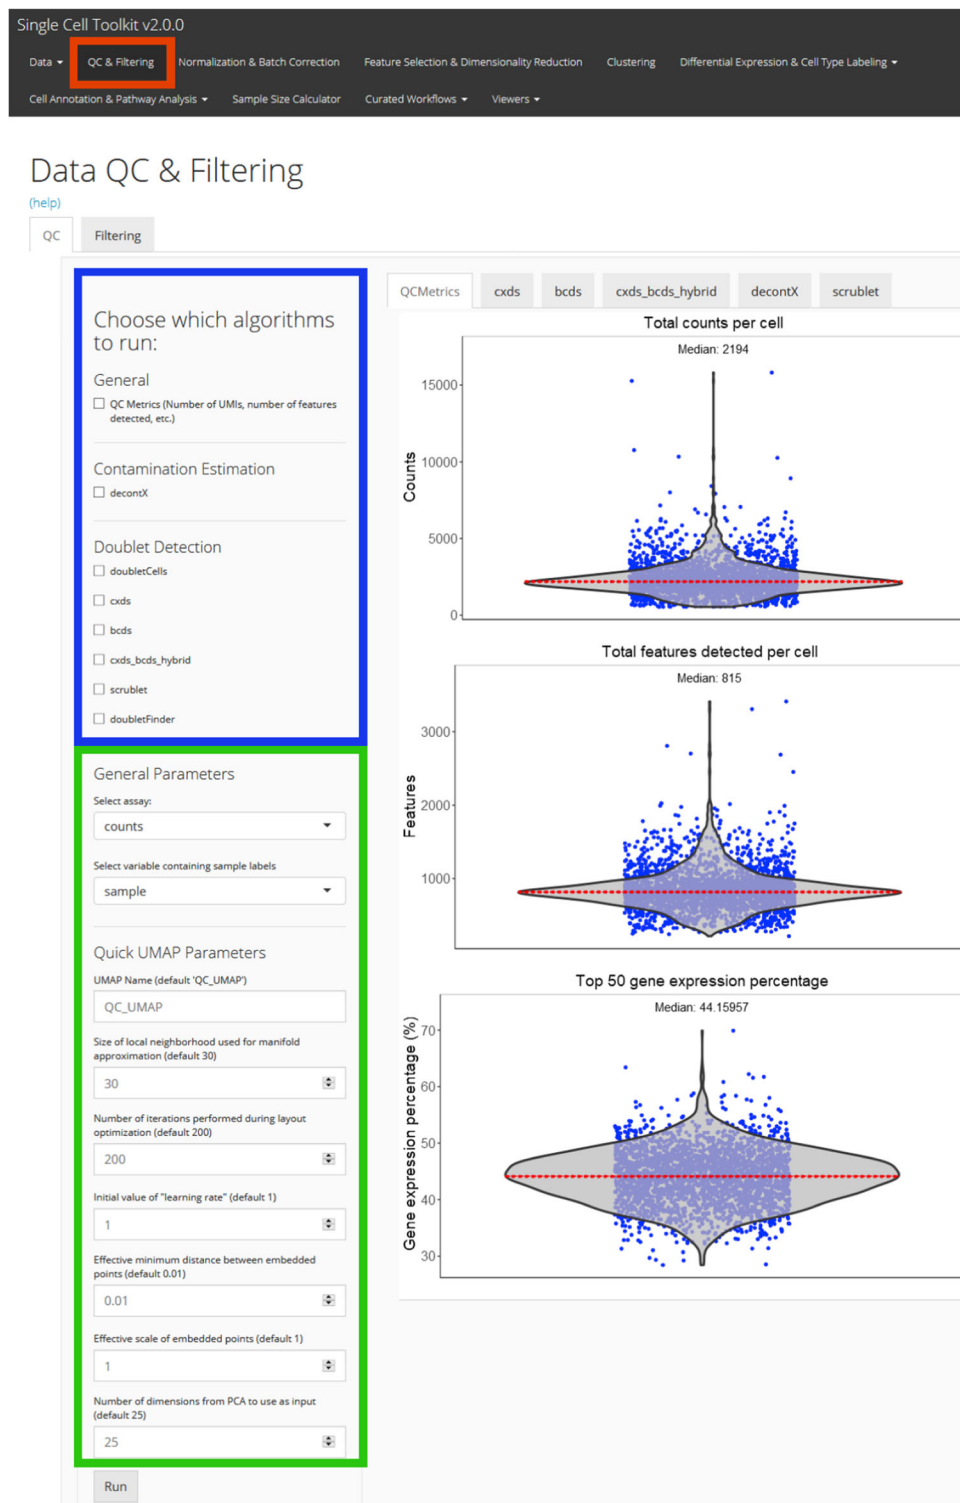 Single Cell Toolkit v2.0.0
Data QC & Filtering Normalization & Batch Correction Feature Selection & Dimensionality Reduction Clustering Differential Expression & Cell Type Labeling
Cell Annotation & Pathway Analysis Sample Size Calculator Curated Workflows Viewers
Data QC & Filtering
(help)
QC Filtering
Choose which algorithms
to run:
General
QC Metrics (Number of UMIs, number of features
detected, etc.)
Contamination Estimation
decontX
Doublet Detection
doubletCells
cxds
bcds
cxds_bcds_hybrid
scrublet
doubletFinder
General Parameters
Select assay:
counts
Select variable containing sample labels
sample
Quick UMAP Parameters
UMAP Name (default 'QC_UMAP')
QC_UMAP
Size of local neighborhood used for manifold
approximation (default 30)
30
Number of iterations performed during layout
optimization (default 200)
200
Initial value of "learning rate" (default 1)
1
Effective minimum distance between embedded
points (default 0.01)
0.01
Effective scale of embedded points (default 1)
1
Number of dimensions from PCA to use as input
(default 25)
25
Run
QCMetrics cxds bcds cxds_bcds_hybrid decontX scrublet
Total counts per cell
Median: 2194
Counts
15000
10000
5000
0
Total features detected per cell
Median: 815
Features
3000
2000
1000
Top 50 gene expression percentage
Median: 44.15957
Gene expression percentage (%)
70
60
50
40
30